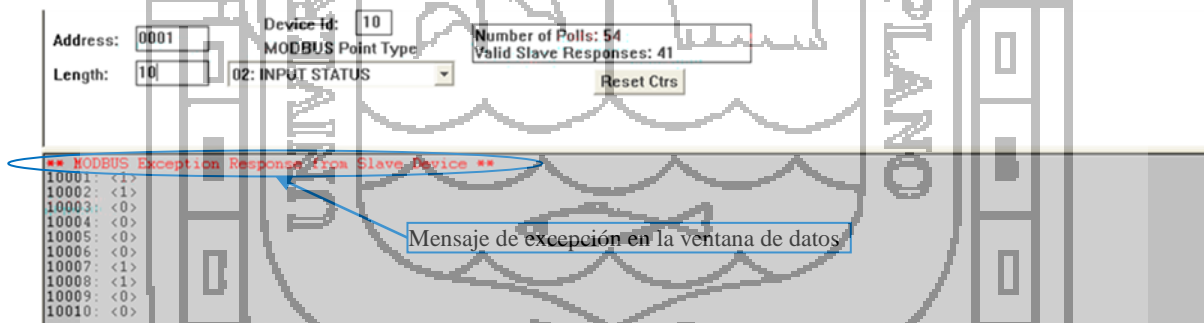 Address: 0001
Device Id: 10
MODBUS Point Type
Length: 10
02: INPUT STATUS
Number of Polls: 54
Valid Slave Responses: 41
Reset Ctrs
** MODBUS Exception Response from Slave Device **
10001: <1>
10002: <1>
10003: <0>
10004: <0>
10005: <0>
10006: <0>
10007: <1>
10008: <1>
10009: <0>
10010: <0>
Mensaje de excepción en la ventana de datos
PLANO